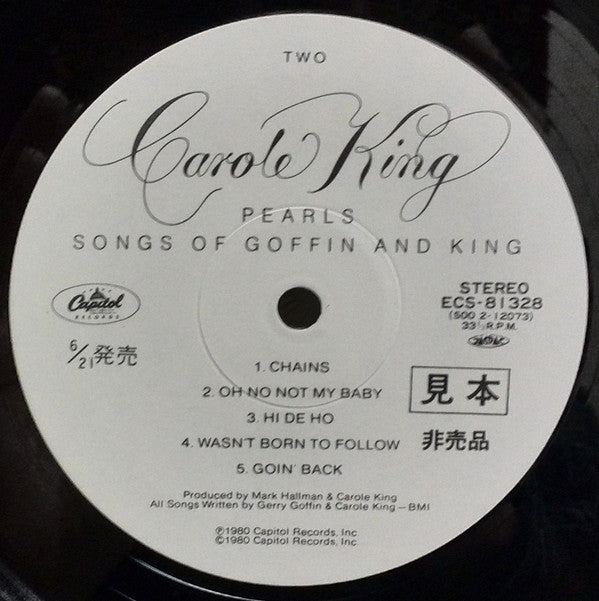 TWO
Carole King
PEARLS
SONGS OF GOFFIN AND KING
Capitol
RECORDS
6/21発売
STEREO
ECS-81328
(SOO 2-12073)
33⅓ R.P.M.
1. CHAINS
2. OH NO NOT MY BABY
3. HI DE HO
4. WASN'T BORN TO FOLLOW
5. GOIN' BACK
見本
非売品
Produced by Mark Hallman & Carole King
All Songs Written by Gerry Goffin & Carole King—BMI
℗1980 Capitol Records, Inc
©1980 Capitol Records, Inc.